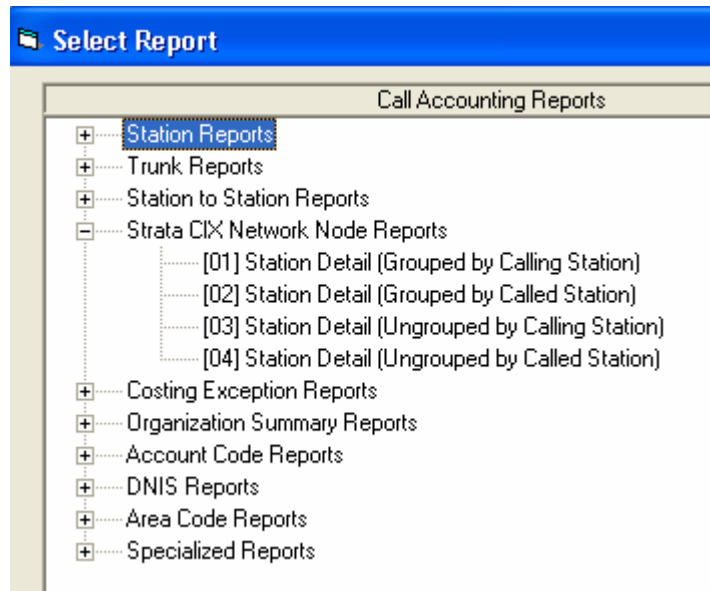 Select Report
Call Accounting Reports
Station Reports
Trunk Reports
Station to Station Reports
Strata CIX Network Node Reports
[01] Station Detail (Grouped by Calling Station)
[02] Station Detail (Grouped by Called Station)
[03] Station Detail (Ungrouped by Calling Station)
[04] Station Detail (Ungrouped by Called Station)
Costing Exception Reports
Organization Summary Reports
Account Code Reports
DNIS Reports
Area Code Reports
Specialized Reports